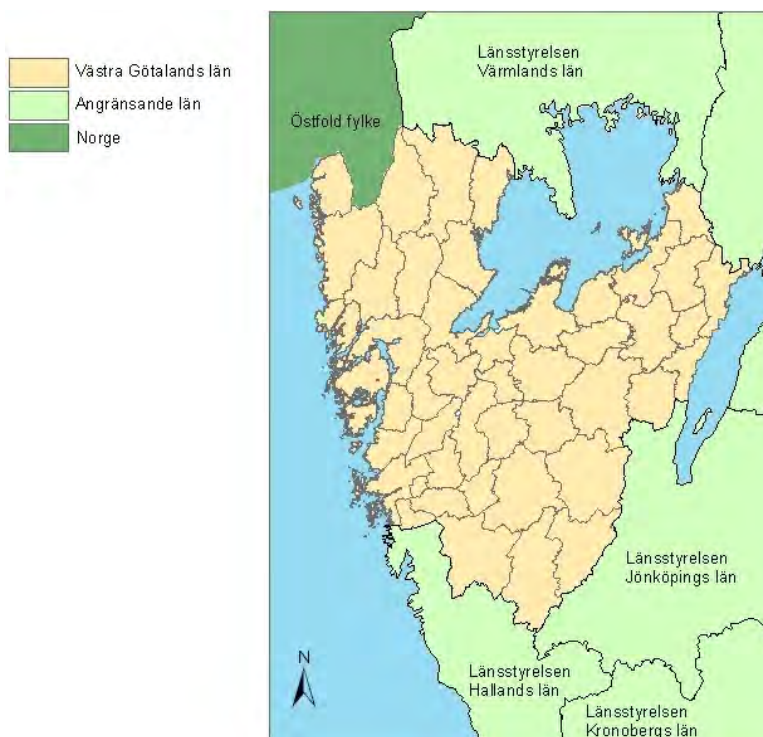 Västra Götalands län
Angränsande län
Norge
Länsstyrelsen
Värmlands län
Östfold fylke
Länsstyrelsen
Jönköpings län
N
Länsstyrelsen
Hallands län
Länsstyrelsen
Kronobergs län